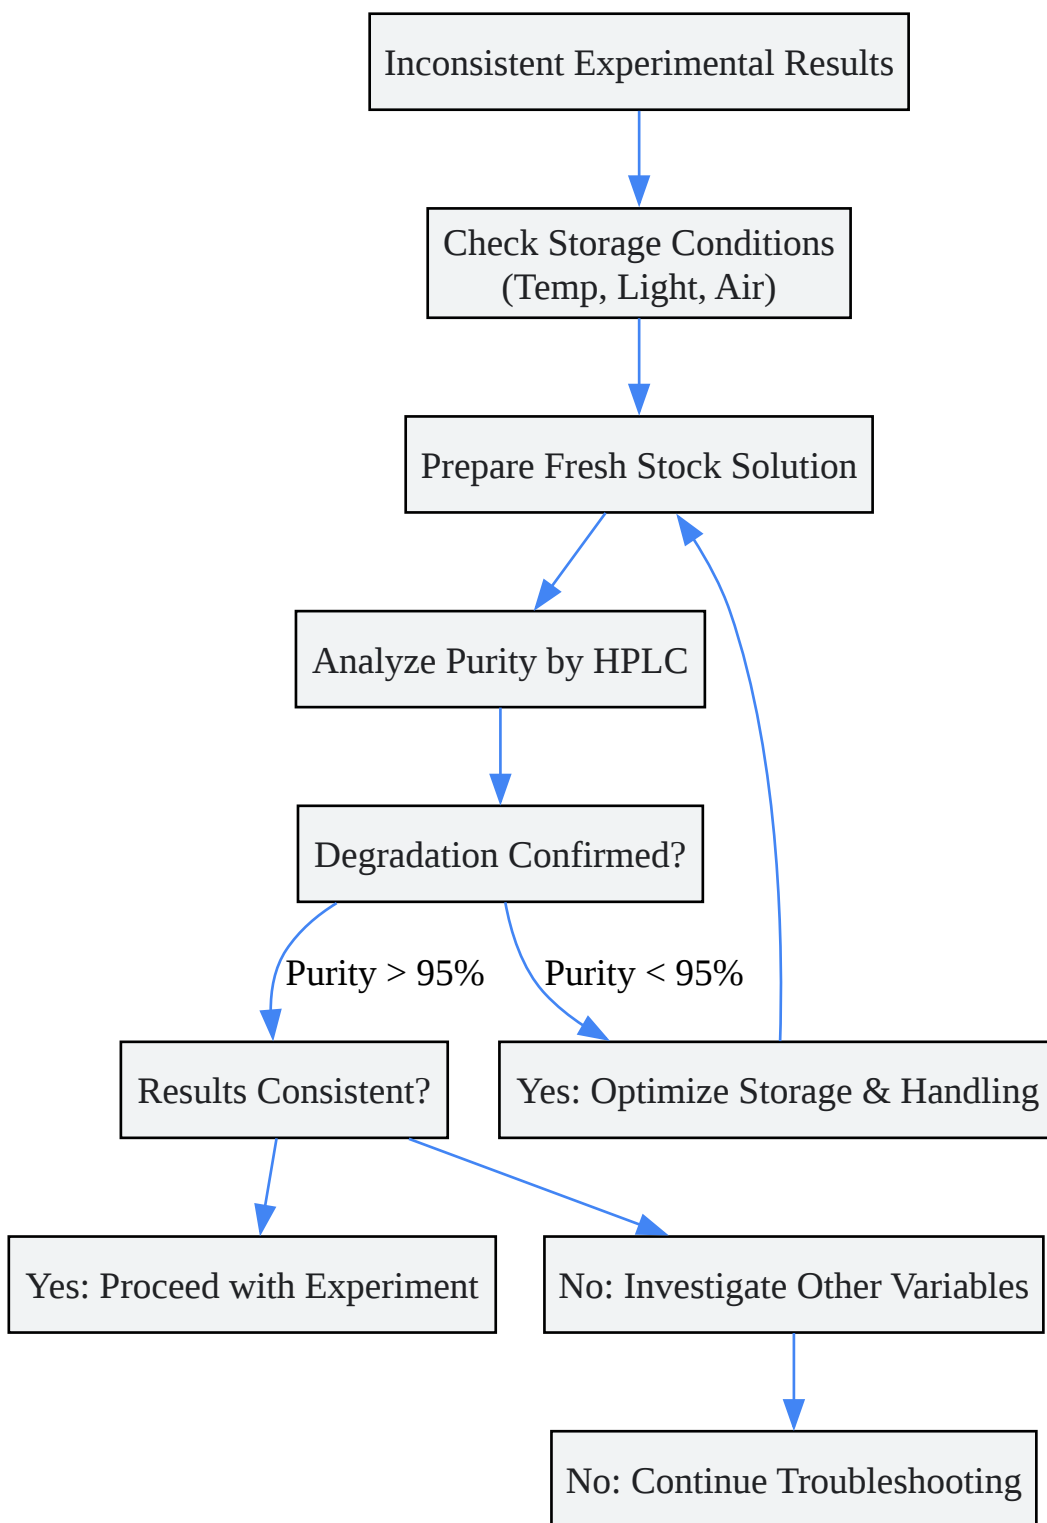 Inconsistent Experimental Results
Check Storage Conditions
(Temp, Light, Air)
Prepare Fresh Stock Solution
Analyze Purity by HPLC
Degradation Confirmed?
Purity > 95%
Purity < 95%
Results Consistent?
Yes: Optimize Storage & Handling
Yes: Proceed with Experiment
No: Investigate Other Variables
No: Continue Troubleshooting